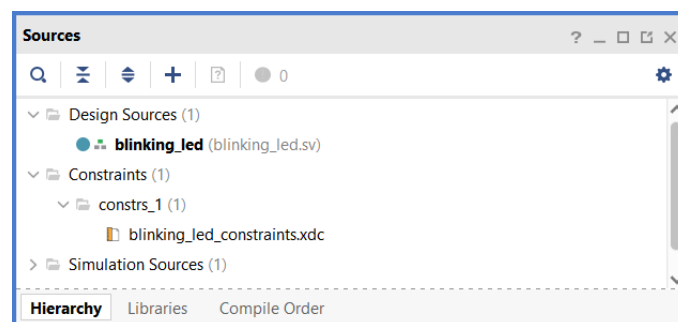 Sources
? 0
Design Sources (1)
blinking_led (blinking_led.sv)
Constraints (1)
constrs_1 (1)
blinking_led_constraints.xdc
Simulation Sources (1)
Hierarchy Libraries Compile Order